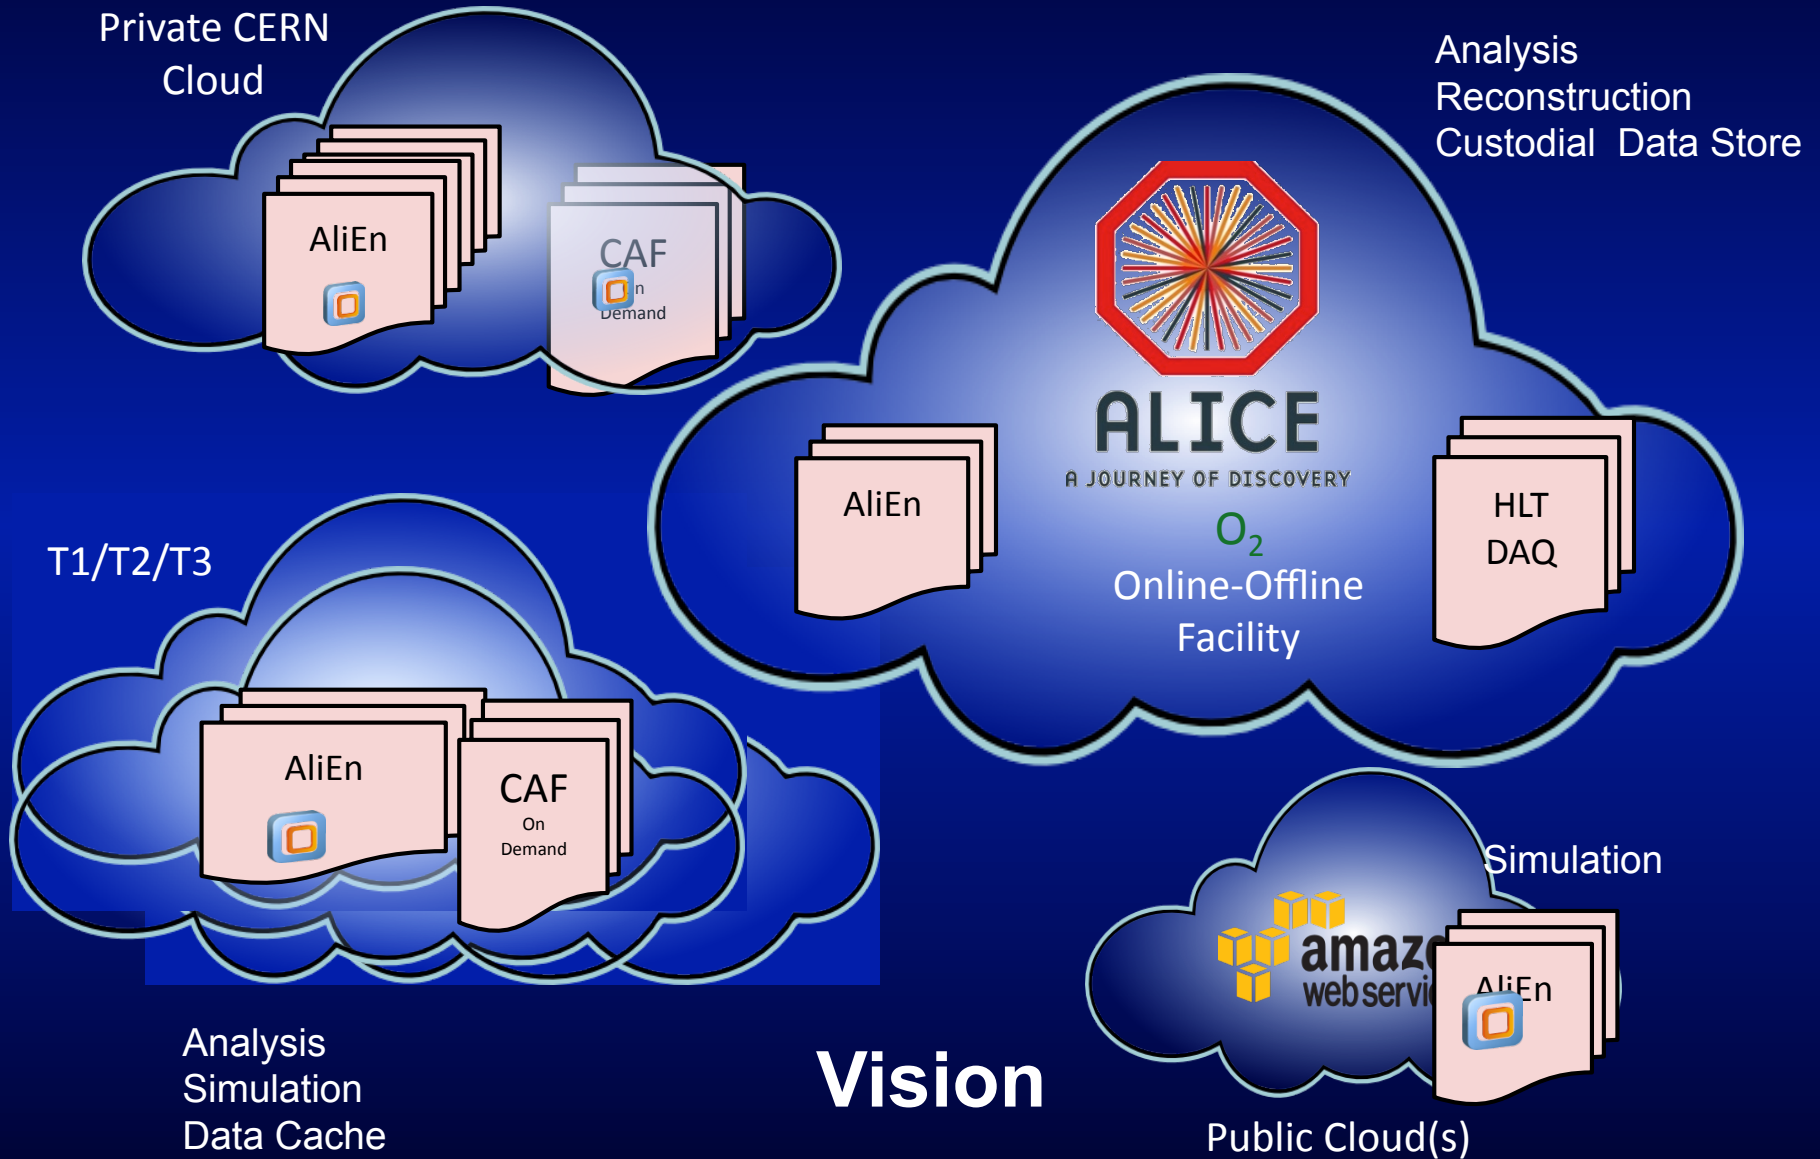 Private CERN
Cloud
AliEn
CAF
Demand
Analysis
Reconstruction
Custodial Data Store
ALICE
A JOURNEY OF DISCOVERY
AliEn
O2
Online-Offline
Facility
HLT
DAQ
T1/T2/T3
AliEn
CAF
On
Demand
Analysis
Simulation
Data Cache
Vision
Simulation
AliEn
Public Cloud(s)